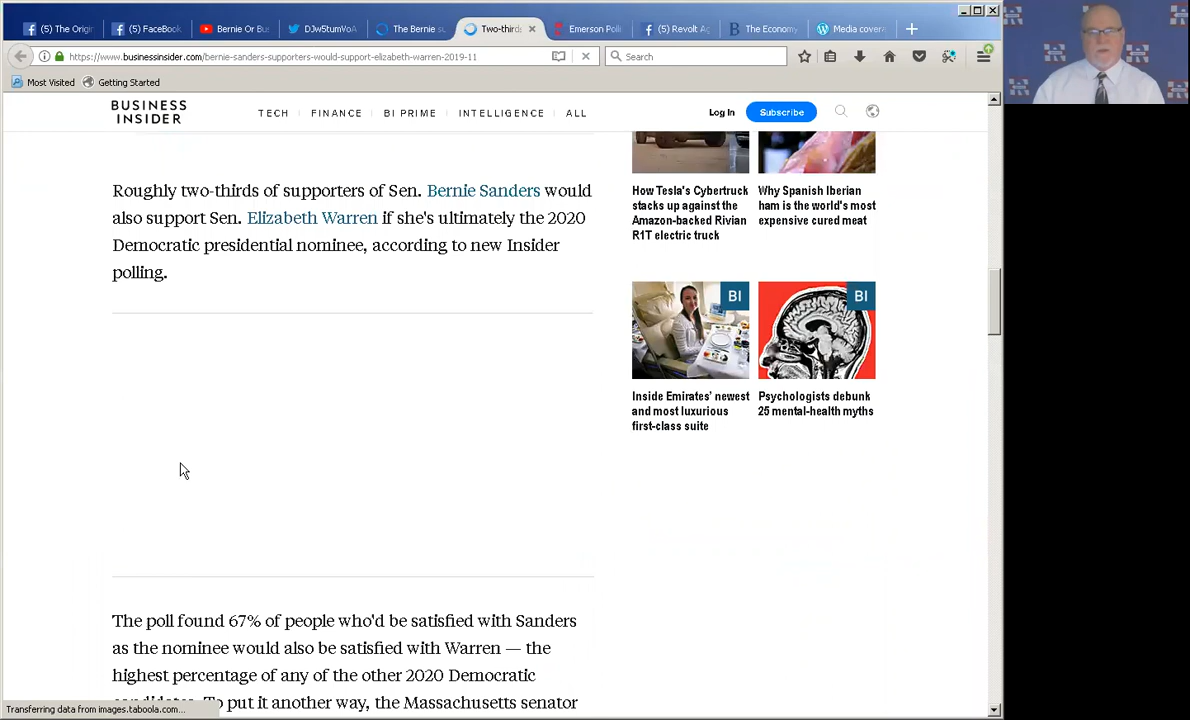 (5) The Origi
(5) FaceBook
Bernie Or Bus
DJw5tumVoA
The Bernie su
Two-thirds
Emerson Polli
(5) Revolt Ag
The Economy
Media covera
https://www.businessinsider.com/bernie-sanders-supporters-would-support-elizabeth-warren-2019-11
Search
Most Visited
Getting Started
BUSINESS
INSIDER
TECH
FINANCE
BI PRIME
INTELLIGENCE
ALL
Log In
Subscribe
Roughly two-thirds of supporters of Sen. Bernie Sanders would
also support Sen. Elizabeth Warren if she's ultimately the 2020
Democratic presidential nominee, according to new Insider
polling.
How Tesla's Cybertruck
stacks up against the
Amazon-backed Rivian
R1T electric truck
Why Spanish Iberian
ham is the world's most
expensive cured meat
BI
BI
Inside Emirates' newest
and most luxurious
first-class suite
Psychologists debunk
25 mental-health myths
The poll found 67% of people who'd be satisfied with Sanders
as the nominee would also be satisfied with Warren — the
highest percentage of any of the other 2020 Democratic
candidates. To put it another way, the Massachusetts senator
Transferring data from images.taboola.com...